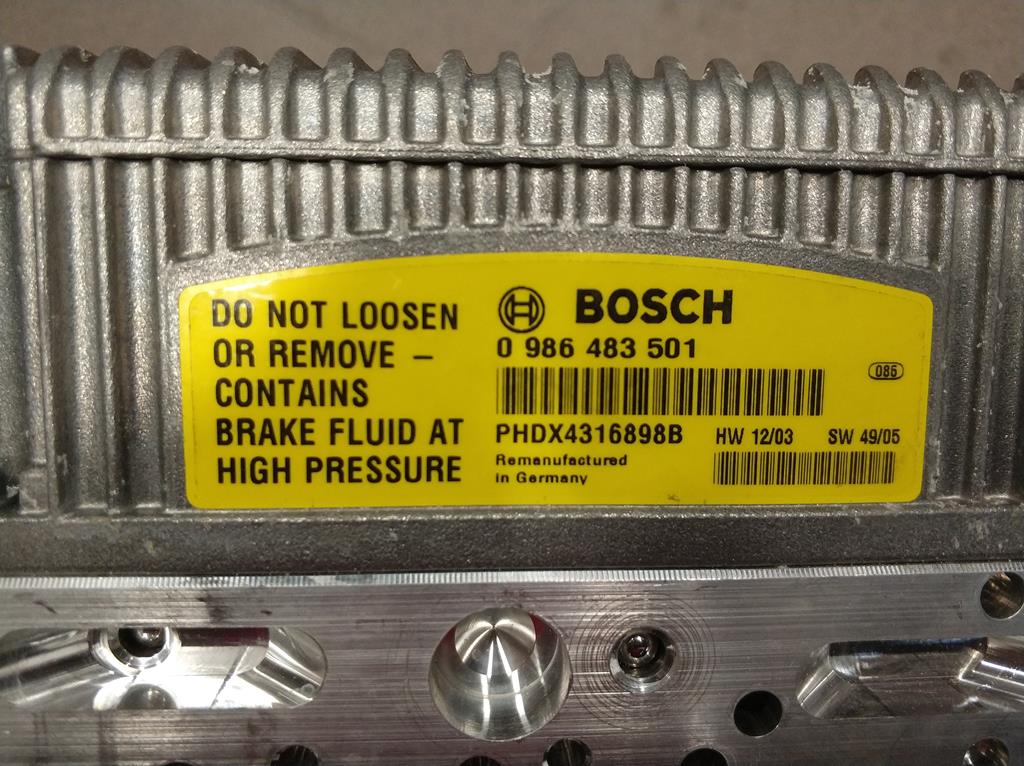 DO NOT LOOSEN
OR REMOVE –
CONTAINS
BRAKE FLUID AT
HIGH PRESSURE
BOSCH
0 986 483 501
085
PHDX4316898B HW 12/03 SW 49/05
Remanufactured
in Germany